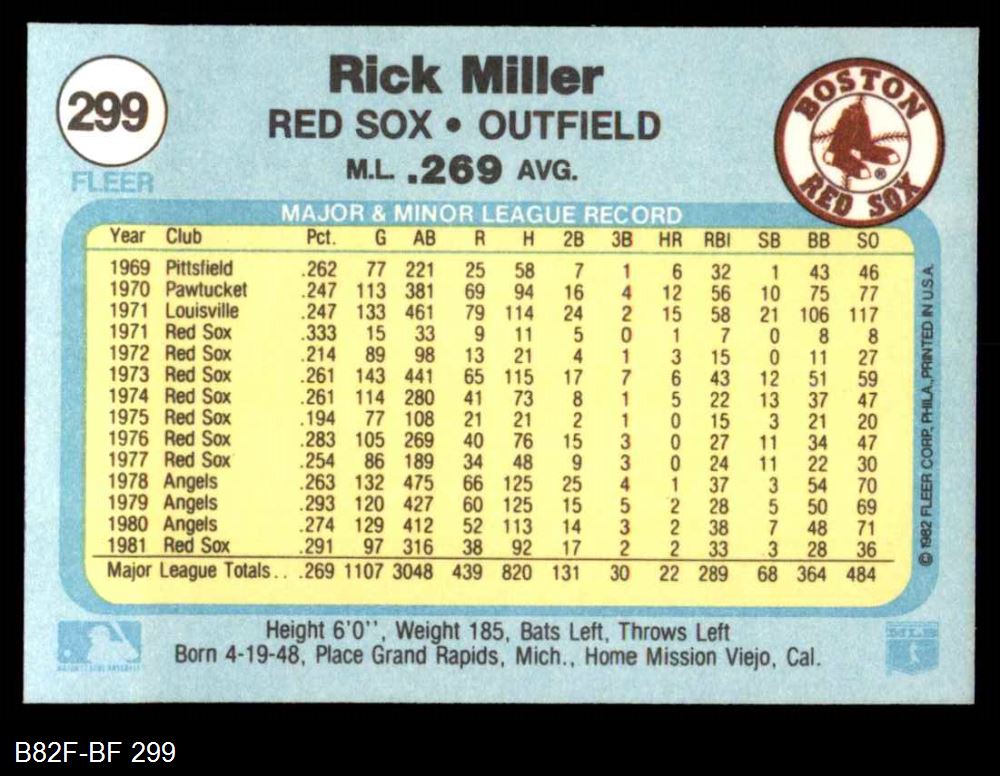 299
FLEER
Rick Miller
RED SOX • OUTFIELD
M.L. .269 AVG.
BOSTON
RED SOX
®
MAJOR & MINOR LEAGUE RECORD
Year Club Pct. G AB R H 2B 3B HR RBI SB BB SO
1969 Pittsfield .262 77 221 25 58 7 1 6 32 1 43 46
1970 Pawtucket .247 113 381 69 94 16 4 12 56 10 75 77
1971 Louisville .247 133 461 79 114 24 2 15 58 21 106 117
1971 Red Sox .333 15 33 9 11 5 0 1 7 0 8 8
1972 Red Sox .214 89 98 13 21 4 1 3 15 0 11 27
1973 Red Sox .261 143 441 65 115 17 7 6 43 12 51 59
1974 Red Sox .261 114 280 41 73 8 1 5 22 13 37 47
1975 Red Sox .194 77 108 21 21 2 1 0 15 3 21 20
1976 Red Sox .283 105 269 40 76 15 3 0 27 11 34 47
1977 Red Sox .254 86 189 34 48 9 3 0 24 11 22 30
1978 Angels .263 132 475 66 125 25 4 1 37 3 54 70
1979 Angels .293 120 427 60 125 15 5 2 28 5 50 69
1980 Angels .274 129 412 52 113 14 3 2 38 7 48 71
1981 Red Sox .291 97 316 38 92 17 2 2 33 3 28 36
Major League Totals. . .269 1107 3048 439 820 131 30 22 289 68 364 484
© 1982 FLEER CORP., PHILA., PRINTED IN U.S.A.
Height 6'0'', Weight 185, Bats Left, Throws Left
Born 4-19-48, Place Grand Rapids, Mich., Home Mission Viejo, Cal.
MAJOR LEAGUE BASEBALL
B82F-BF 299